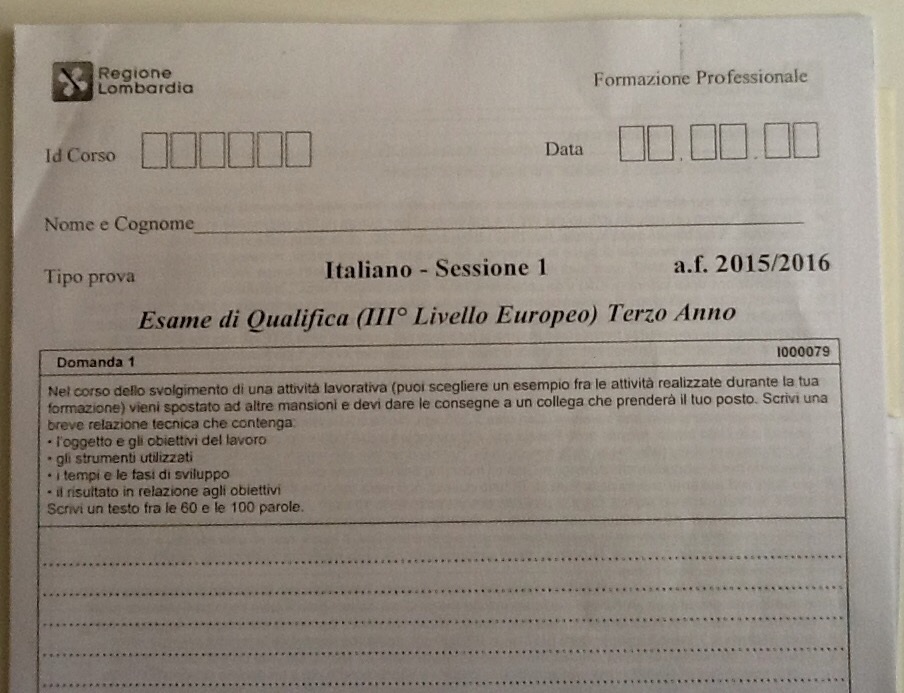 Regione
Lombardia
Formazione Professionale
Id Corso
Data
Nome e Cognome
Tipo prova
Italiano - Sessione 1
a.f. 2015/2016
Esame di Qualifica (III° Livello Europeo) Terzo Anno
Domanda 1
I000079
Nel corso dello svolgimento di una attività lavorativa (puoi scegliere un esempio fra le attività realizzate durante la tua
formazione) vieni spostato ad altre mansioni e devi dare le consegne a un collega che prenderà il tuo posto. Scrivi una
breve relazione tecnica che contenga:
• l'oggetto e gli obiettivi del lavoro
• gli strumenti utilizzati
• i tempi e le fasi di sviluppo
• il risultato in relazione agli obiettivi
Scrivi un testo fra le 60 e le 100 parole.